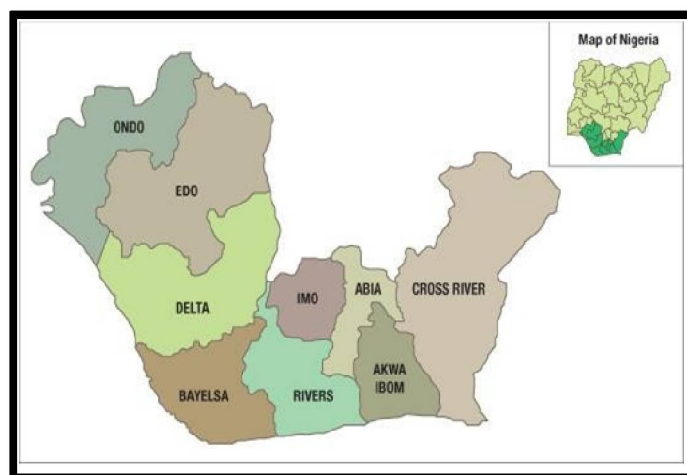 Map of Nigeria
ONDO
EDO
DELTA
IMO
ABIA
CROSS RIVER
BAYELSA
RIVERS
AKWA
IBOM